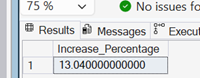 75 % No issues fo
Results Messages Execut
Increase_Percentage
1 13.040000000000